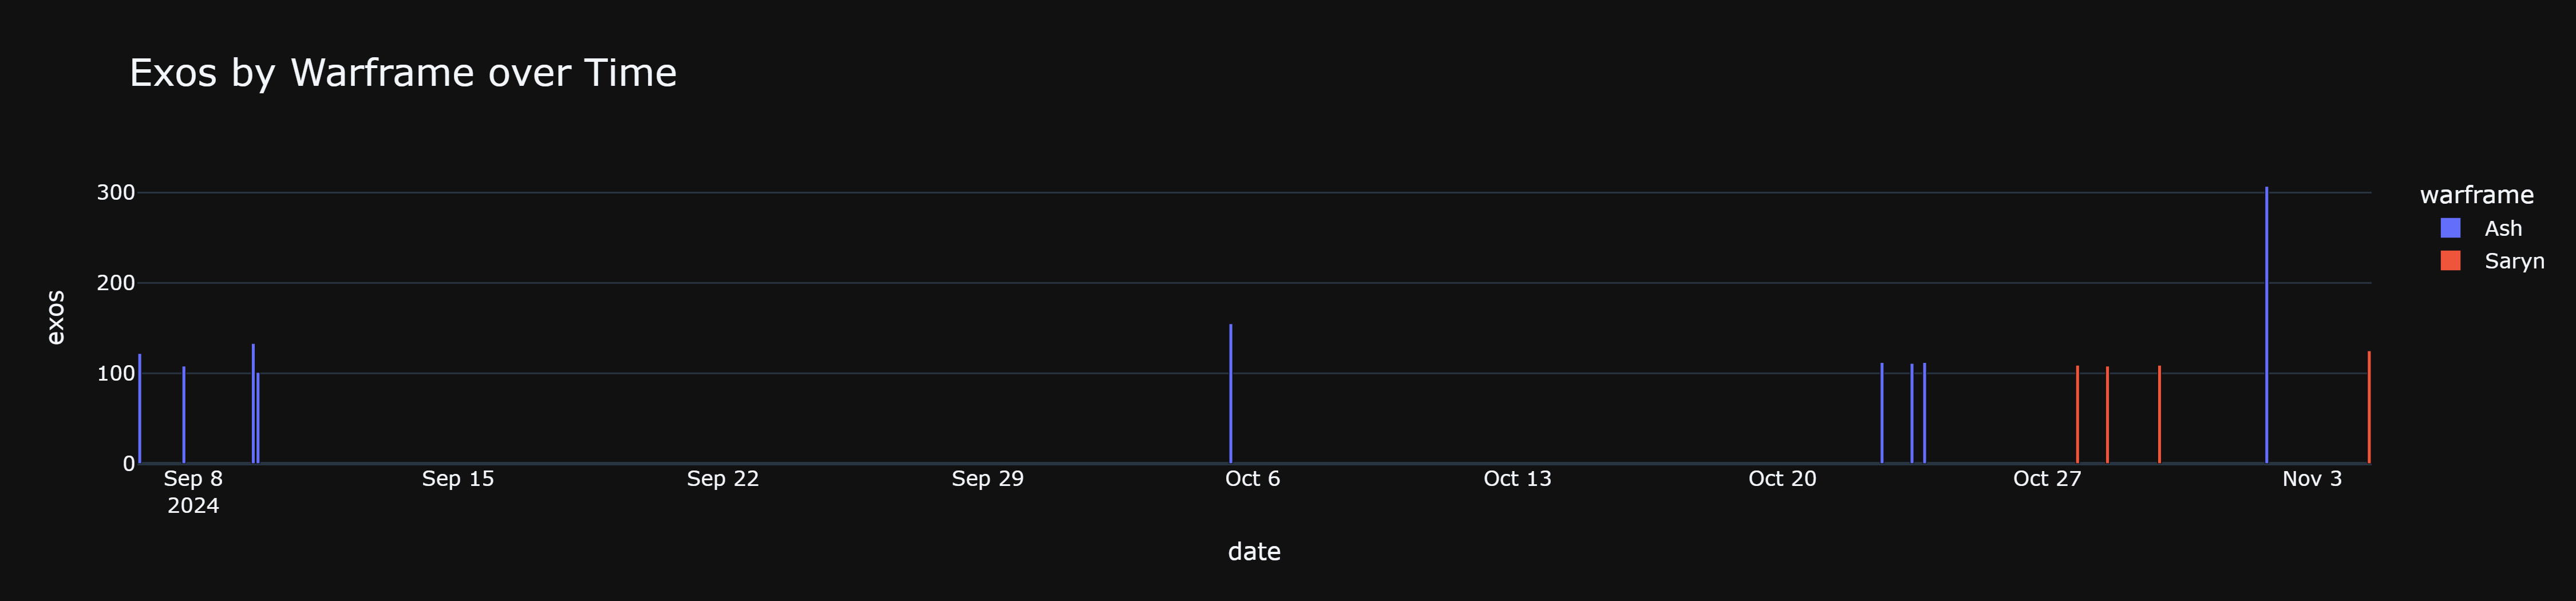 Exos by Warframe over Time
300
200
100
0
exos
Sep 8
2024
Sep 15
Sep 22
Sep 29
Oct 6
Oct 13
Oct 20
Oct 27
Nov 3
date
warframe
Ash
Saryn